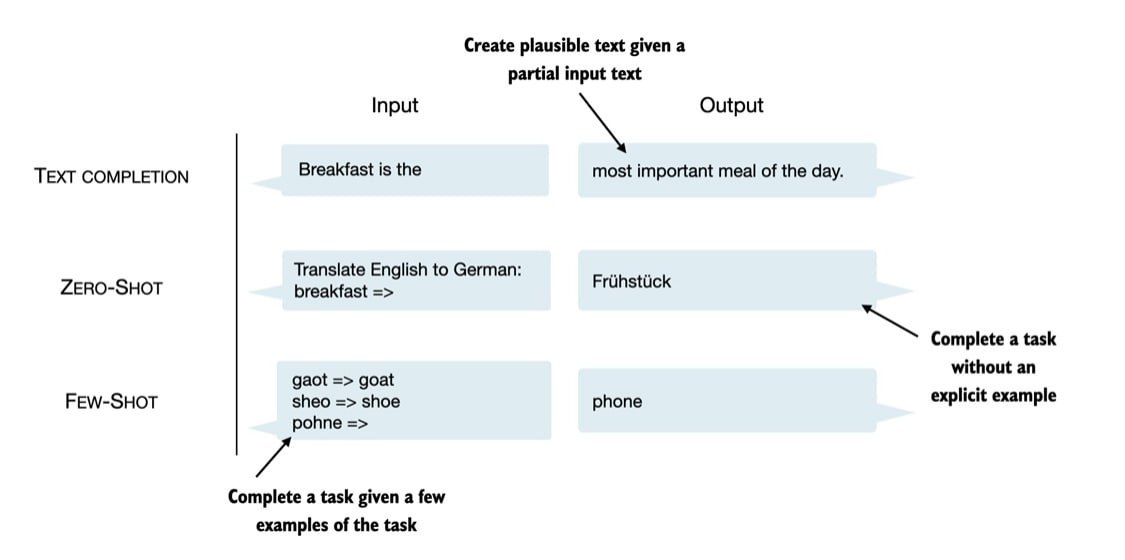 Create plausible text given a
partial input text
Input
Output
TEXT COMPLETION
Breakfast is the
most important meal of the day.
ZERO-SHOT
Translate English to German:
breakfast =>
Frühstück
Complete a task
without an
explicit example
FEW-SHOT
gaot => goat
sheo => shoe
pohne =>
phone
Complete a task given a few
examples of the task